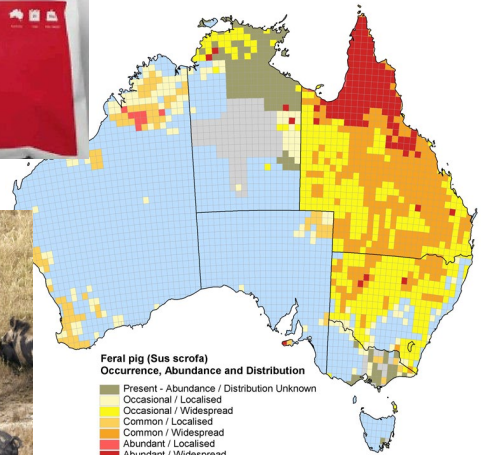 Feral pig (Sus scrofa)
Occurrence, Abundance and Distribution
Present - Abundance / Distribution Unknown
Occasional / Localised
Occasional / Widespread
Common / Localised
Common / Widespread
Abundant / Localised
Abundant / Widespread